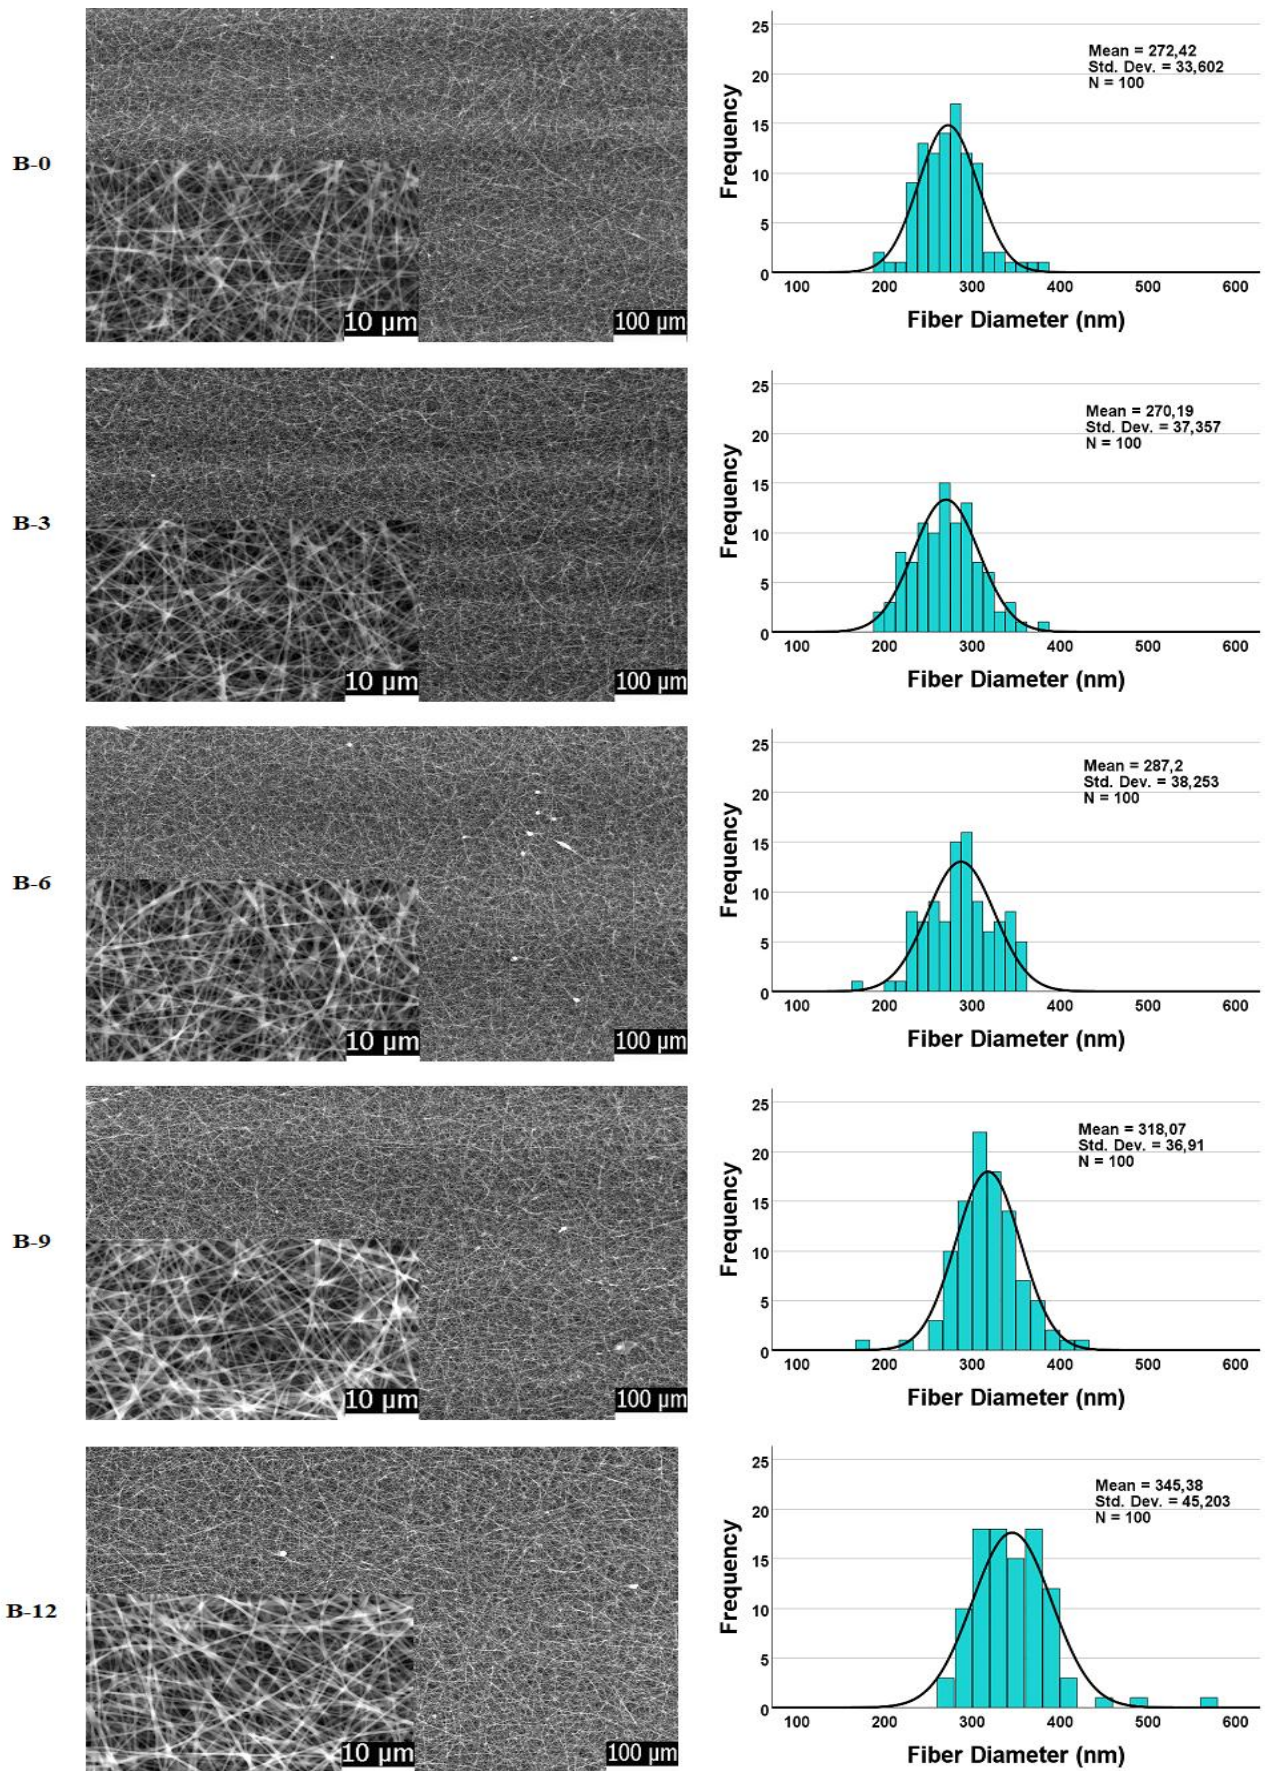 B-0
10 µm
100 µm
Frequency
25
20
15
10
5
0
Mean = 272,42
Std. Dev. = 33,602
N = 100
100 200 300 400 500 600
Fiber Diameter (nm)
B-3
10 µm
100 µm
Frequency
25
20
15
10
5
0
Mean = 270,19
Std. Dev. = 37,357
N = 100
100 200 300 400 500 600
Fiber Diameter (nm)
B-6
10 µm
100 µm
Frequency
25
20
15
10
5
0
Mean = 287,2
Std. Dev. = 38,253
N = 100
100 200 300 400 500 600
Fiber Diameter (nm)
B-9
10 µm
100 µm
Frequency
25
20
15
10
5
0
Mean = 318,07
Std. Dev. = 36,91
N = 100
100 200 300 400 500 600
Fiber Diameter (nm)
B-12
10 µm
100 µm
Frequency
25
20
15
10
5
0
Mean = 345,38
Std. Dev. = 45,203
N = 100
100 200 300 400 500 600
Fiber Diameter (nm)